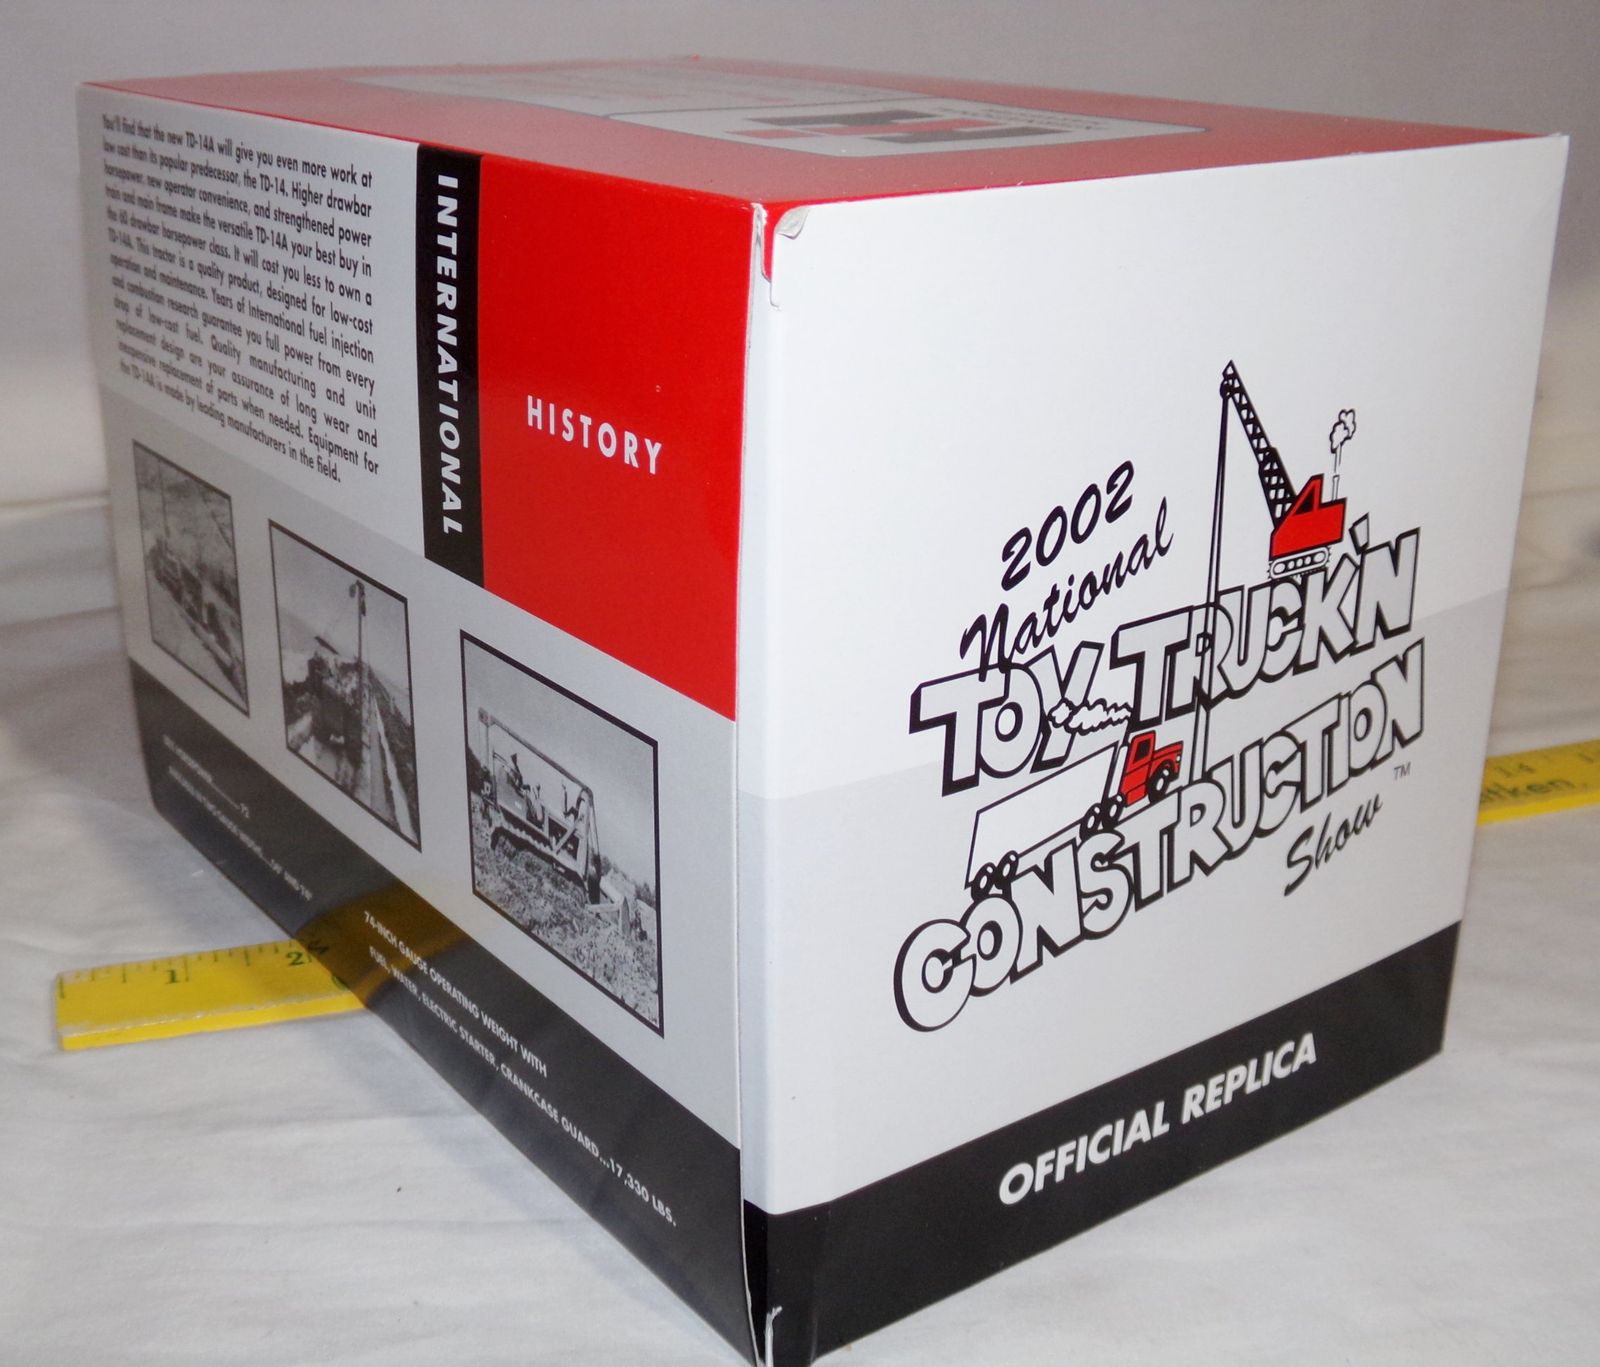 You'll find that the new TD-14A will give you even more work at
low cost than its popular predecessor, the TD-14. Higher drawbar
horsepower, new operator convenience, and strengthened power
train and main frame make the versatile TD-14A your best buy in
the 60 drawbar horsepower class. It will cost you less to own a
TD-14A. This tractor is a quality product, designed for low-cost
operation and maintenance. Years of International fuel injection
and combustion research guarantee you full power from every
drop of low-cost fuel. Quality manufacturing and unit
replacement design are your assurance of long wear and
inexpensive replacement of parts when needed. Equipment for
the TD-14A is made by leading manufacturers in the field.
INTERNATIONAL
HISTORY
74-INCH GAUGE OPERATING WEIGHT WITH
FUEL, WATER, ELECTRIC STARTER, CRANKCASE GUARD...17,330 LBS.
2002
National
TOY TRUCK'N
CONSTRUCTION
Show TM
OFFICIAL REPLICA
1 2
14